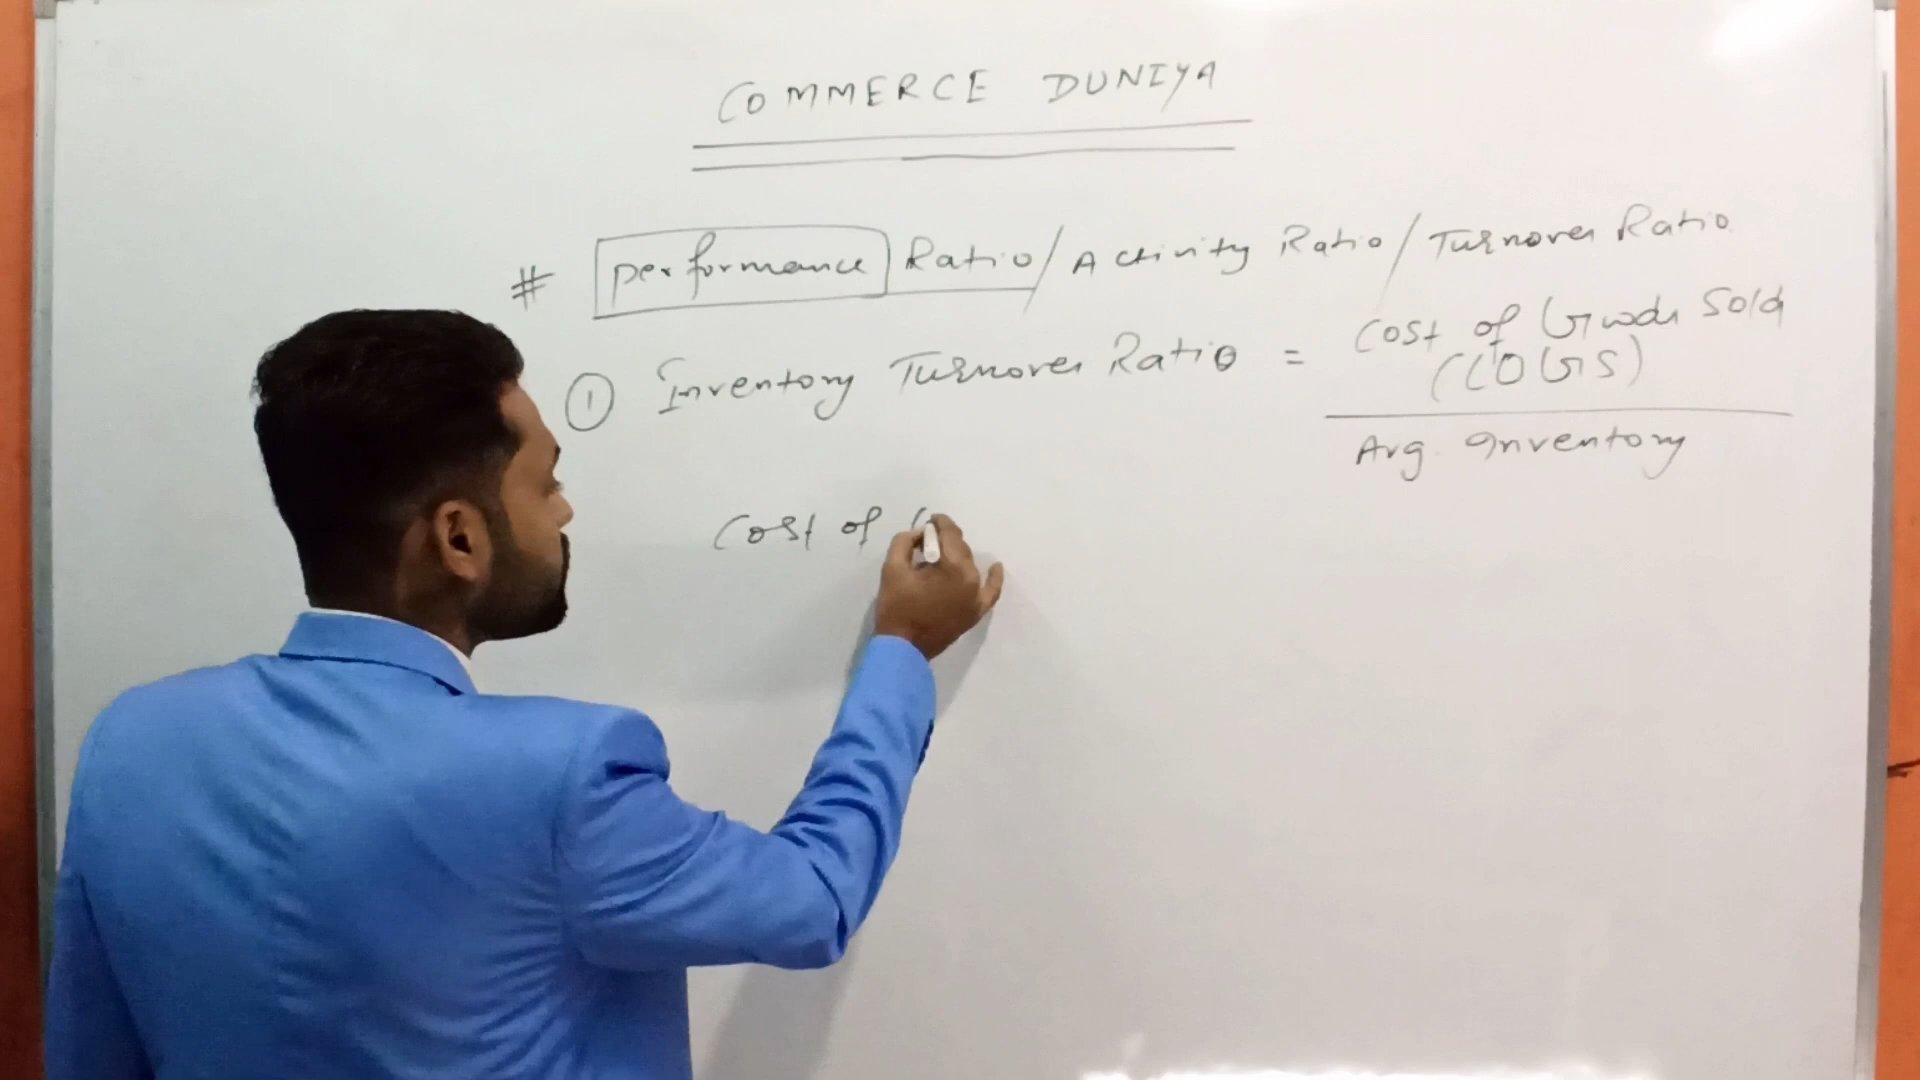 COMMERCE DUNIYA
# Performance Ratio / Activity Ratio / Turnover Ratio
① Inventory Turnover Ratio = Cost of Goods Sold
(COGS)
Avg. Inventory
Cost of G